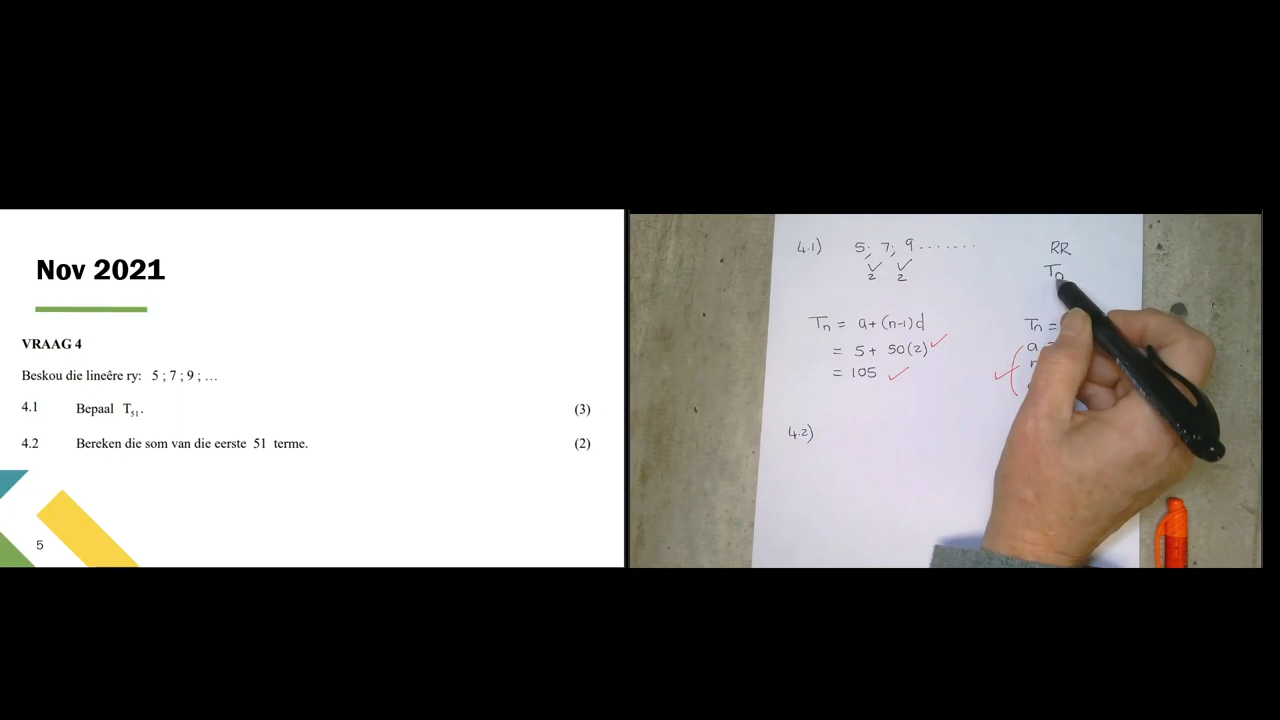 Nov 2021
VRAAG 4
Beskou die lineêre ry: 5 ; 7 ; 9 ; …
4.1 Bepaal T₅₁. (3)
4.2 Bereken die som van die eerste 51 terme. (2)
5
4.1) 5; 7; 9.......
2 2
Tn = a+(n-1)d
= 5 + 50(2)
= 105
4.2)
RR
Tn
Tn =
a =